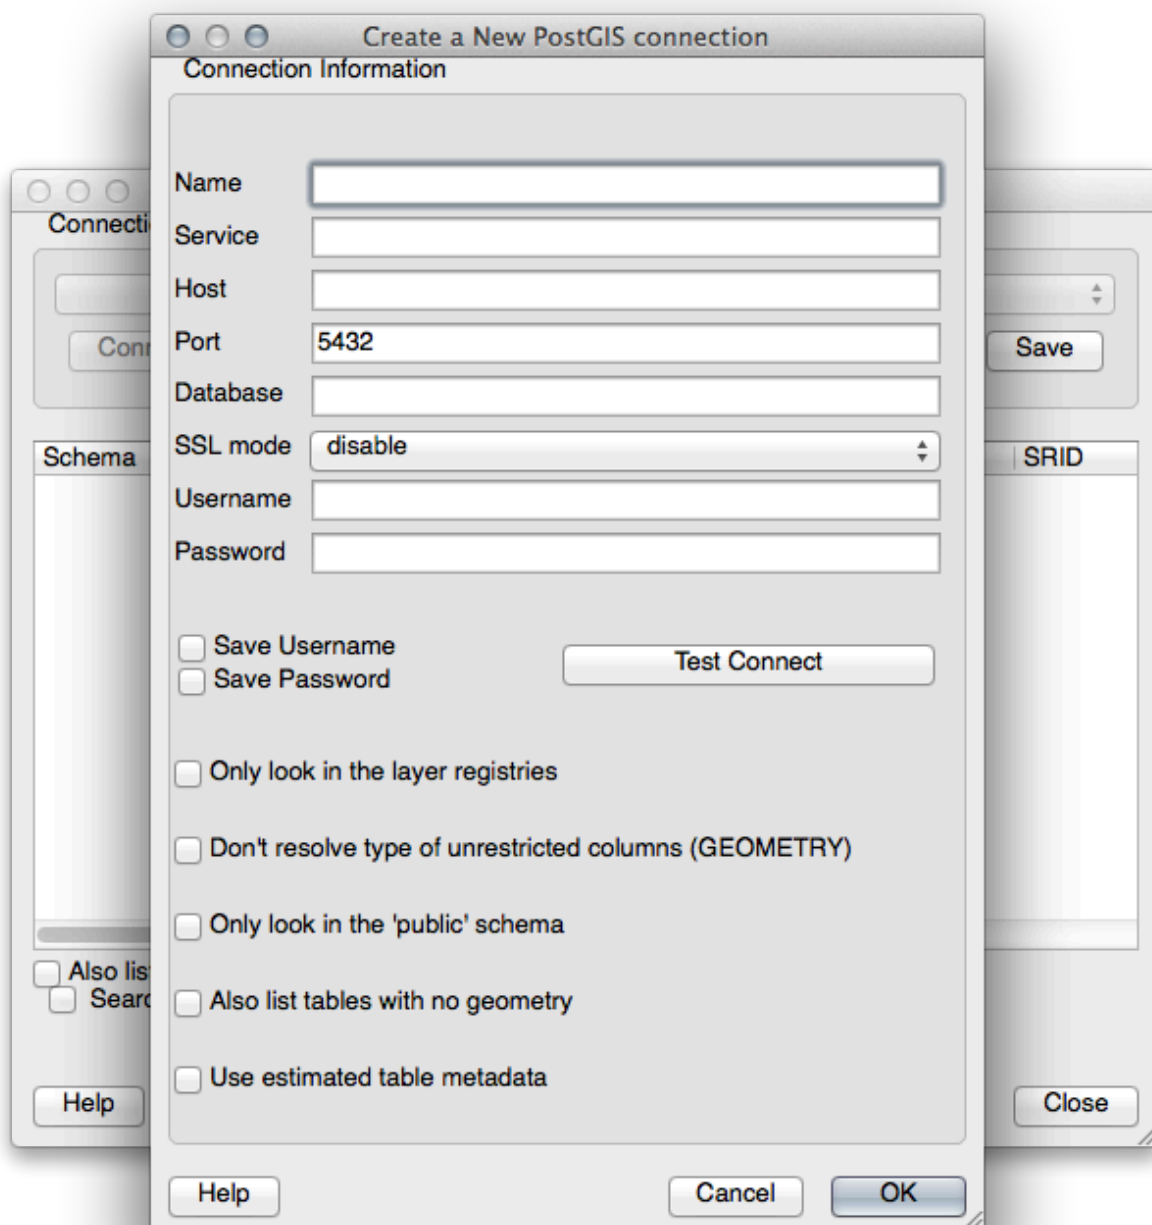 Create a New PostGIS connection
Connection Information
Name
Service
Host
Port 5432
Database
SSL mode disable
Username
Password
Save Username
Save Password
Test Connect
Only look in the layer registries
Don't resolve type of unrestricted columns (GEOMETRY)
Only look in the 'public' schema
Also list tables with no geometry
Use estimated table metadata
Help Cancel OK
Save
Schema SRID
Also
Help Close